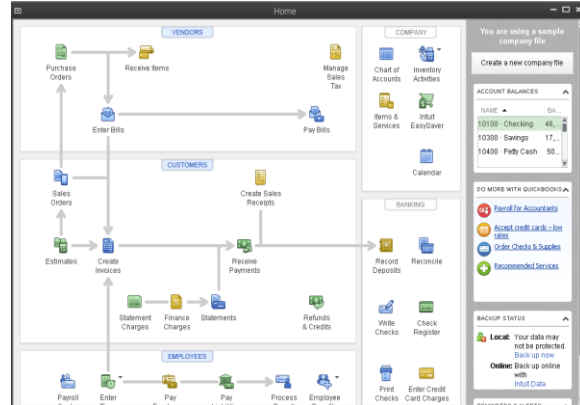 Home
VENDORS
Purchase
Orders
Receive Items
Manage
Sales
Tax
Enter Bills
Pay Bills
CUSTOMERS
Sales
Orders
Create Sales
Receipts
Estimates
Create
Invoices
Receive
Payments
Statement
Charges
Finance
Charges
Statements
Refunds
& Credits
EMPLOYEES
Payroll
Enter
Pay
Pay
Process
Employee
COMPANY
Chart of
Accounts
Inventory
Activities
Items &
Services
Intuit
EasySaver
Calendar
BANKING
Record
Deposits
Reconcile
Write
Checks
Check
Register
Print
Checks
Enter Credit
Card Charges
You are using a sample
company file
Create a new company file
ACCOUNT BALANCES
NAME BA...
10100 · Checking 46,...
10300 · Savings 17,...
10400 · Petty Cash 50...
DO MORE WITH QUICKBOOKS
Payroll for Accountants
Accept credit cards – low
rates
Order Checks & Supplies
Recommended Services
BACKUP STATUS
Local: Your data may
not be protected.
Back up now
Online: Back up online
with
Intuit Data